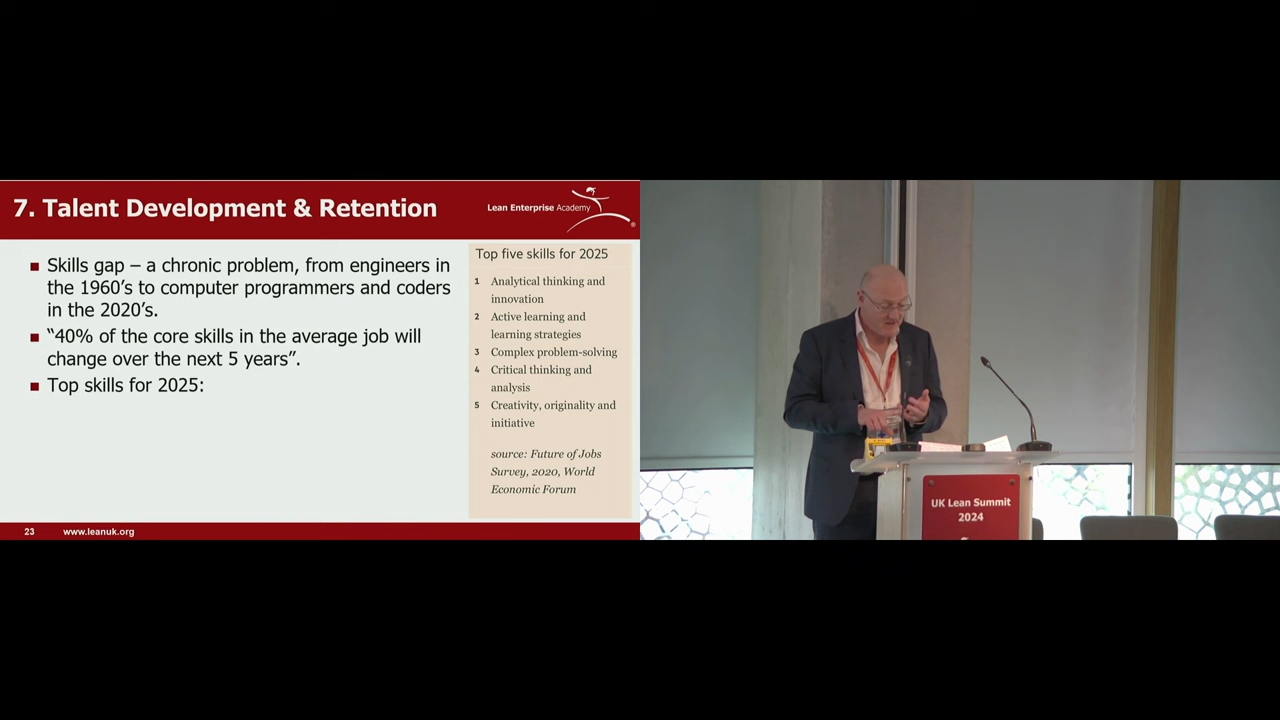 7. Talent Development & Retention
Lean Enterprise Academy
®
■ Skills gap – a chronic problem, from engineers in
the 1960’s to computer programmers and coders
in the 2020’s.
■ “40% of the core skills in the average job will
change over the next 5 years”.
■ Top skills for 2025:
Top five skills for 2025
1 Analytical thinking and
innovation
2 Active learning and
learning strategies
3 Complex problem-solving
4 Critical thinking and
analysis
5 Creativity, originality and
initiative
source: Future of Jobs
Survey, 2020, World
Economic Forum
23 www.leanuk.org
UK Lean Summit
2024